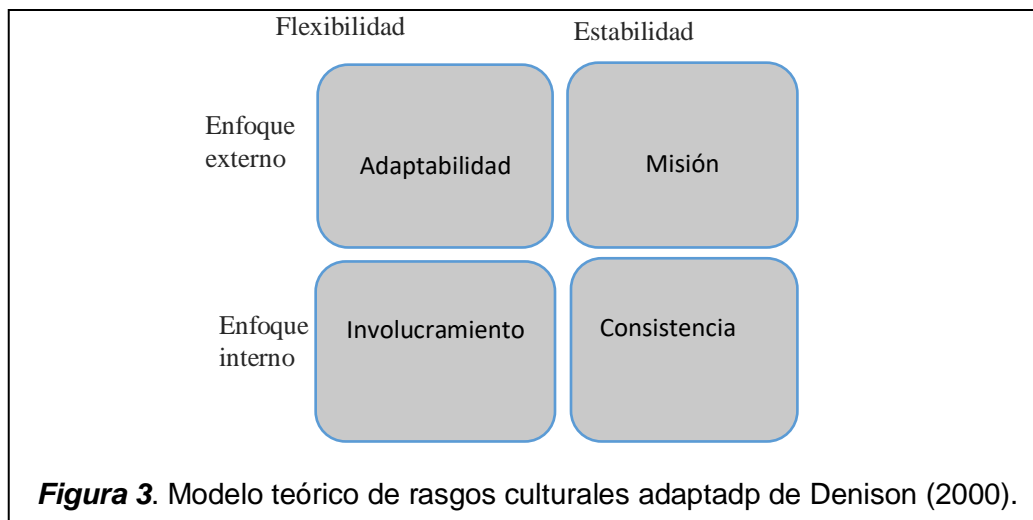 Flexibilidad Estabilidad
Enfoque
externo
Adaptabilidad Misión
Enfoque
interno
Involucramiento Consistencia
Figura 3. Modelo teórico de rasgos culturales adaptadp de Denison (2000).